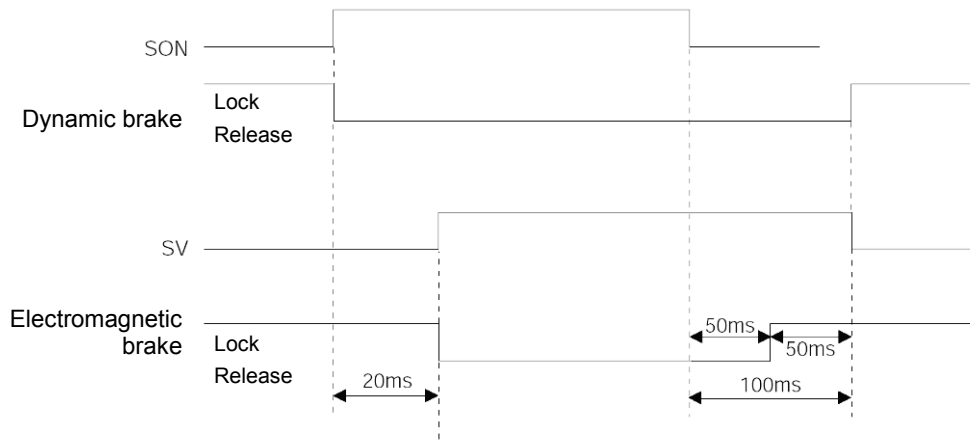 SON
Lock
Dynamic brake
Release
SV
Electromagnetic
brake
Lock
Release
50ms
50ms
20ms
100ms